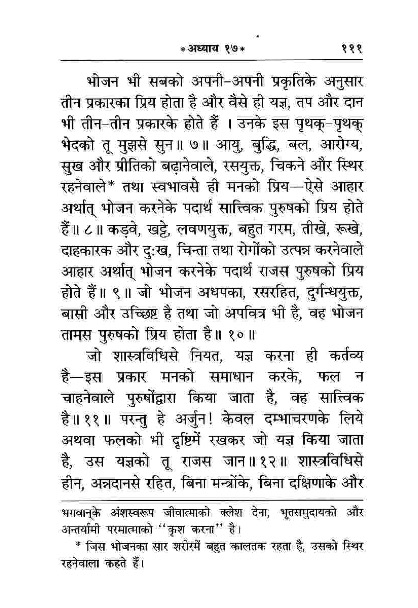 *अध्याय १७* १११
भोजन भी सबको अपनी-अपनी प्रकृतिके अनुसार
तीन प्रकारका प्रिय होता है और वैसे ही यज्ञ, तप और दान
भी तीन-तीन प्रकारके होते हैं । उनके इस पृथक्-पृथक्
भेदको तू मुझसे सुन॥ ७॥ आयु, बुद्धि, बल, आरोग्य,
सुख और प्रीतिको बढ़ानेवाले, रसयुक्त, चिकने और स्थिर
रहनेवाले* तथा स्वभावसे ही मनको प्रिय—ऐसे आहार
अर्थात् भोजन करनेके पदार्थ सात्त्विक पुरुषको प्रिय होते
हैं॥ ८॥ कड़वे, खट्टे, लवणयुक्त, बहुत गरम, तीखे, रूखे,
दाहकारक और दुःख, चिन्ता तथा रोगोंको उत्पन्न करनेवाले
आहार अर्थात् भोजन करनेके पदार्थ राजस पुरुषको प्रिय
होते हैं॥ ९॥ जो भोजन अधपका, रसरहित, दुर्गन्धयुक्त,
बासी और उच्छिष्ट है तथा जो अपवित्र भी है, वह भोजन
तामस पुरुषको प्रिय होता है॥ १०॥
जो शास्त्रविधिसे नियत, यज्ञ करना ही कर्तव्य
है—इस प्रकार मनको समाधान करके, फल न
चाहनेवाले पुरुषोंद्वारा किया जाता है, वह सात्त्विक
है॥११॥ परन्तु हे अर्जुन! केवल दम्भाचरणके लिये
अथवा फलको भी दृष्टिमें रखकर जो यज्ञ किया जाता
है, उस यज्ञको तू राजस जान॥१२॥ शास्त्रविधिसे
हीन, अन्नदानसे रहित, बिना मन्त्रोंके, बिना दक्षिणाके और
भगवान्‌के अंशस्वरूप जीवात्माको क्लेश देना, भूतसमुदायको और
अन्तर्यामी परमात्माको ‘‘कृश करना’’ है।
* जिस भोजनका सार शरीरमें बहुत कालतक रहता है, उसको स्थिर
रहनेवाला कहते हैं।